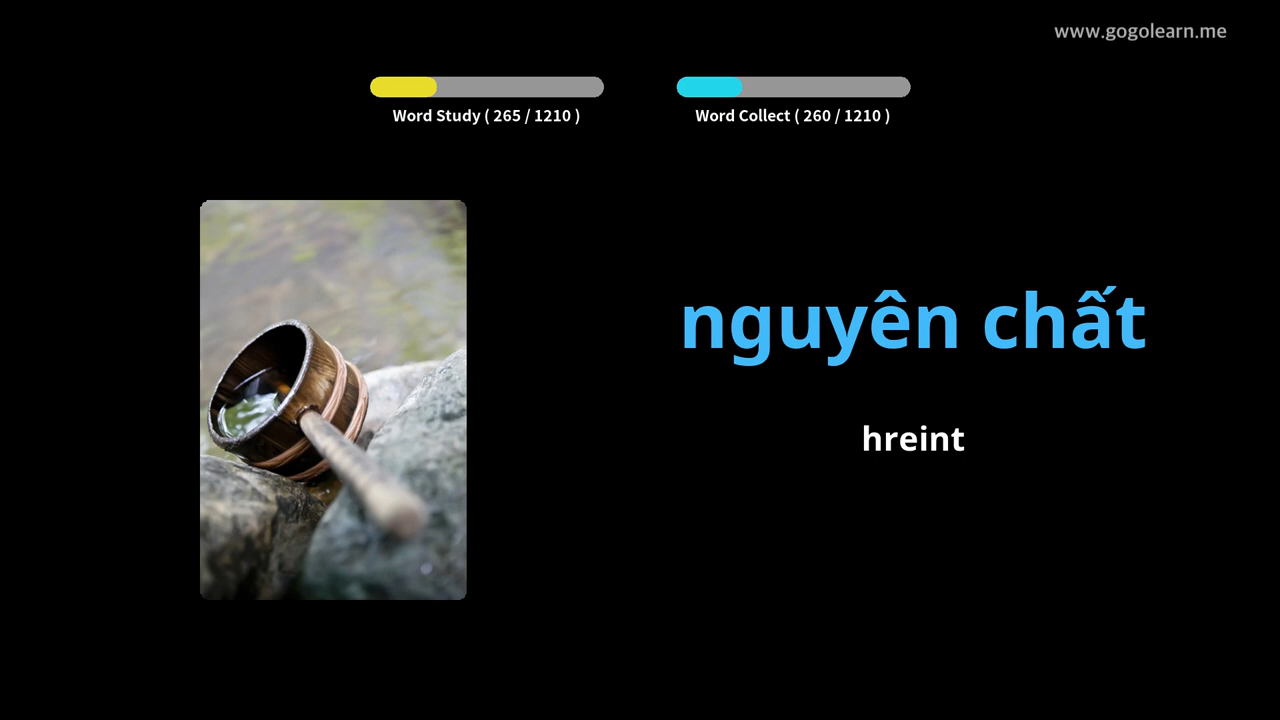 www.gogolearn.me
Word Study ( 265 / 1210 )
Word Collect ( 260 / 1210 )
nguyên chất
hreint